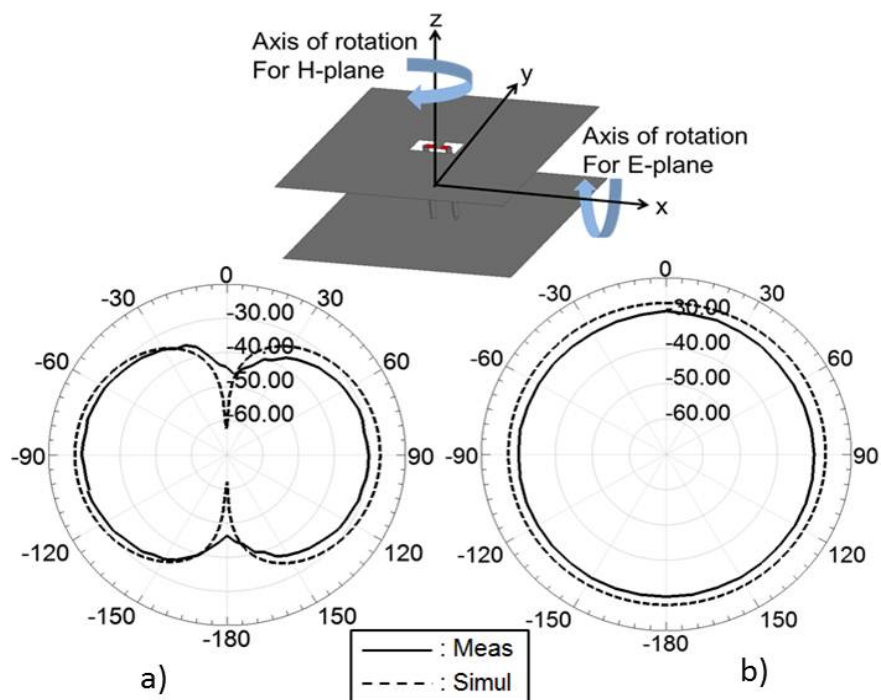 z
Axis of rotation
For H-plane
y
Axis of rotation
For E-plane
x
0
-30
30
-30.00
-60
60
-40.00
-50.00
-60.00
-90
90
-120
120
-150
150
-180
a)
0
-30
30
-30.00
-60
60
-40.00
-50.00
-60.00
-90
90
-120
120
-150
150
-180
b)
: Meas
: Simul